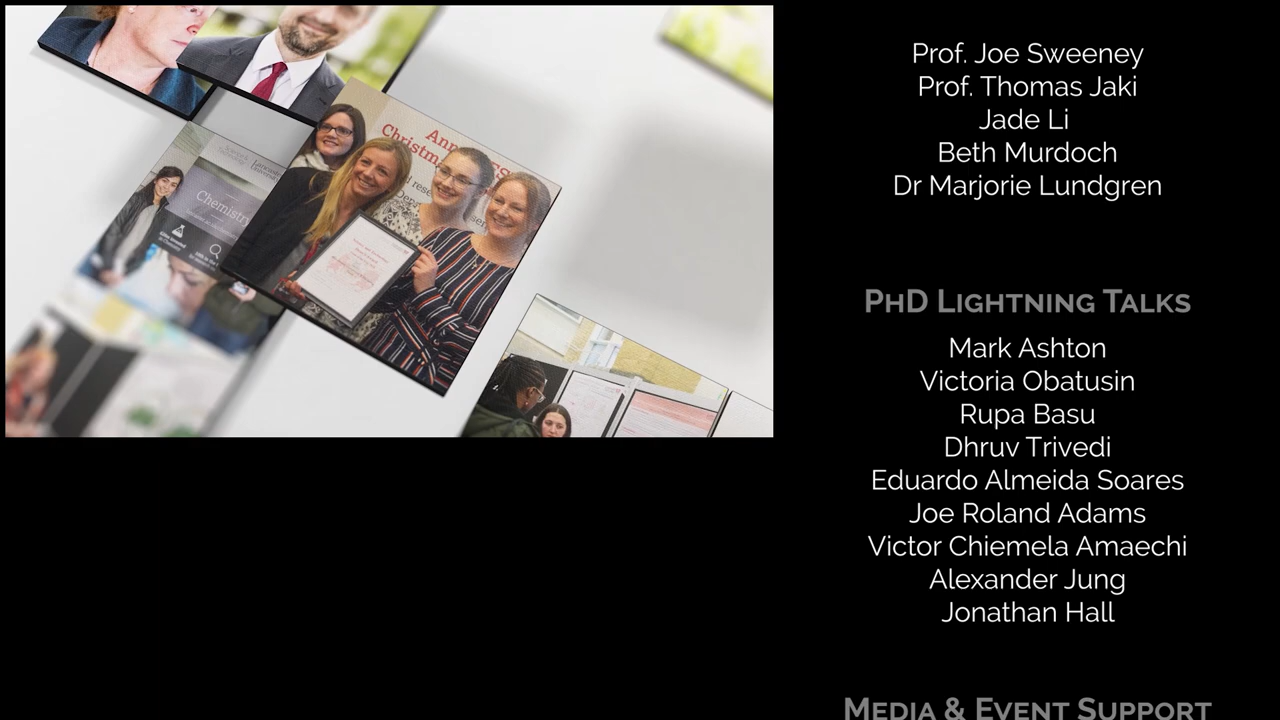 Prof. Joe Sweeney
Prof. Thomas Jaki
Jade Li
Beth Murdoch
Dr Marjorie Lundgren
PhD Lightning Talks
Mark Ashton
Victoria Obatusin
Rupa Basu
Dhruv Trivedi
Eduardo Almeida Soares
Joe Roland Adams
Victor Chiemela Amaechi
Alexander Jung
Jonathan Hall
Media & Event Support
Chemistry